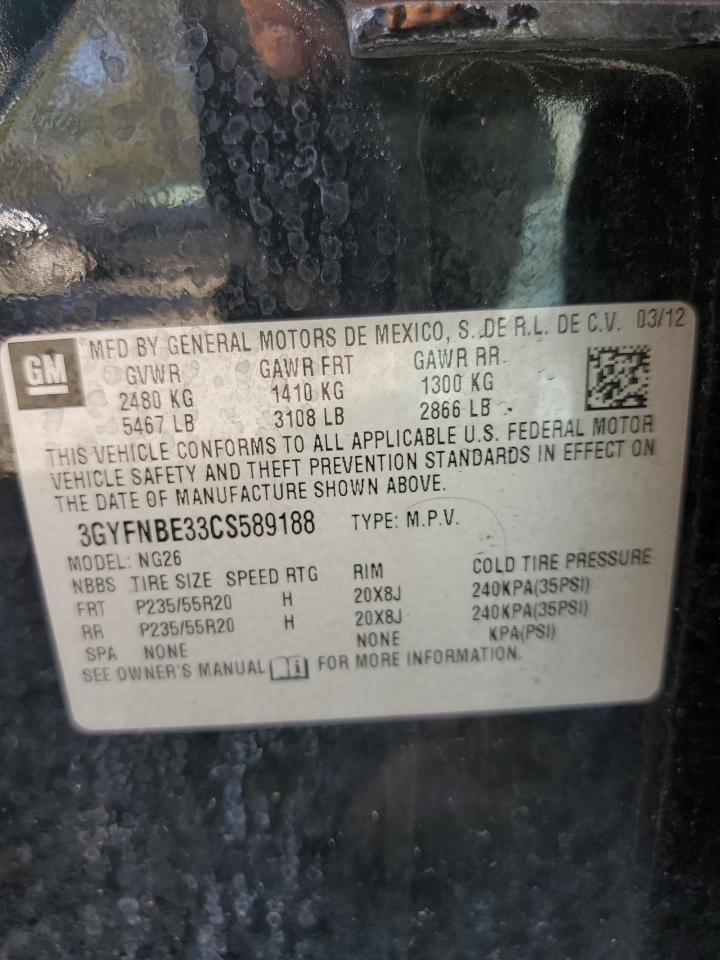 GM
MFD BY GENERAL MOTORS DE MEXICO, S. DE R.L. DE C.V. 03/12
GVWR GAWR FRT GAWR RR
2480 KG 1410 KG 1300 KG
5467 LB 3108 LB 2866 LB
THIS VEHICLE CONFORMS TO ALL APPLICABLE U.S. FEDERAL MOTOR
VEHICLE SAFETY AND THEFT PREVENTION STANDARDS IN EFFECT ON
THE DATE OF MANUFACTURE SHOWN ABOVE.
3GYFNBE33CS589188 TYPE: M.P.V.
MODEL: NG26
NBBS TIRE SIZE SPEED RTG RIM COLD TIRE PRESSURE
FRT P235/55R20 H 20X8J 240KPA(35PSI)
RR P235/55R20 H 20X8J 240KPA(35PSI)
SPA NONE NONE KPA(PSI)
SEE OWNER'S MANUAL FOR MORE INFORMATION.